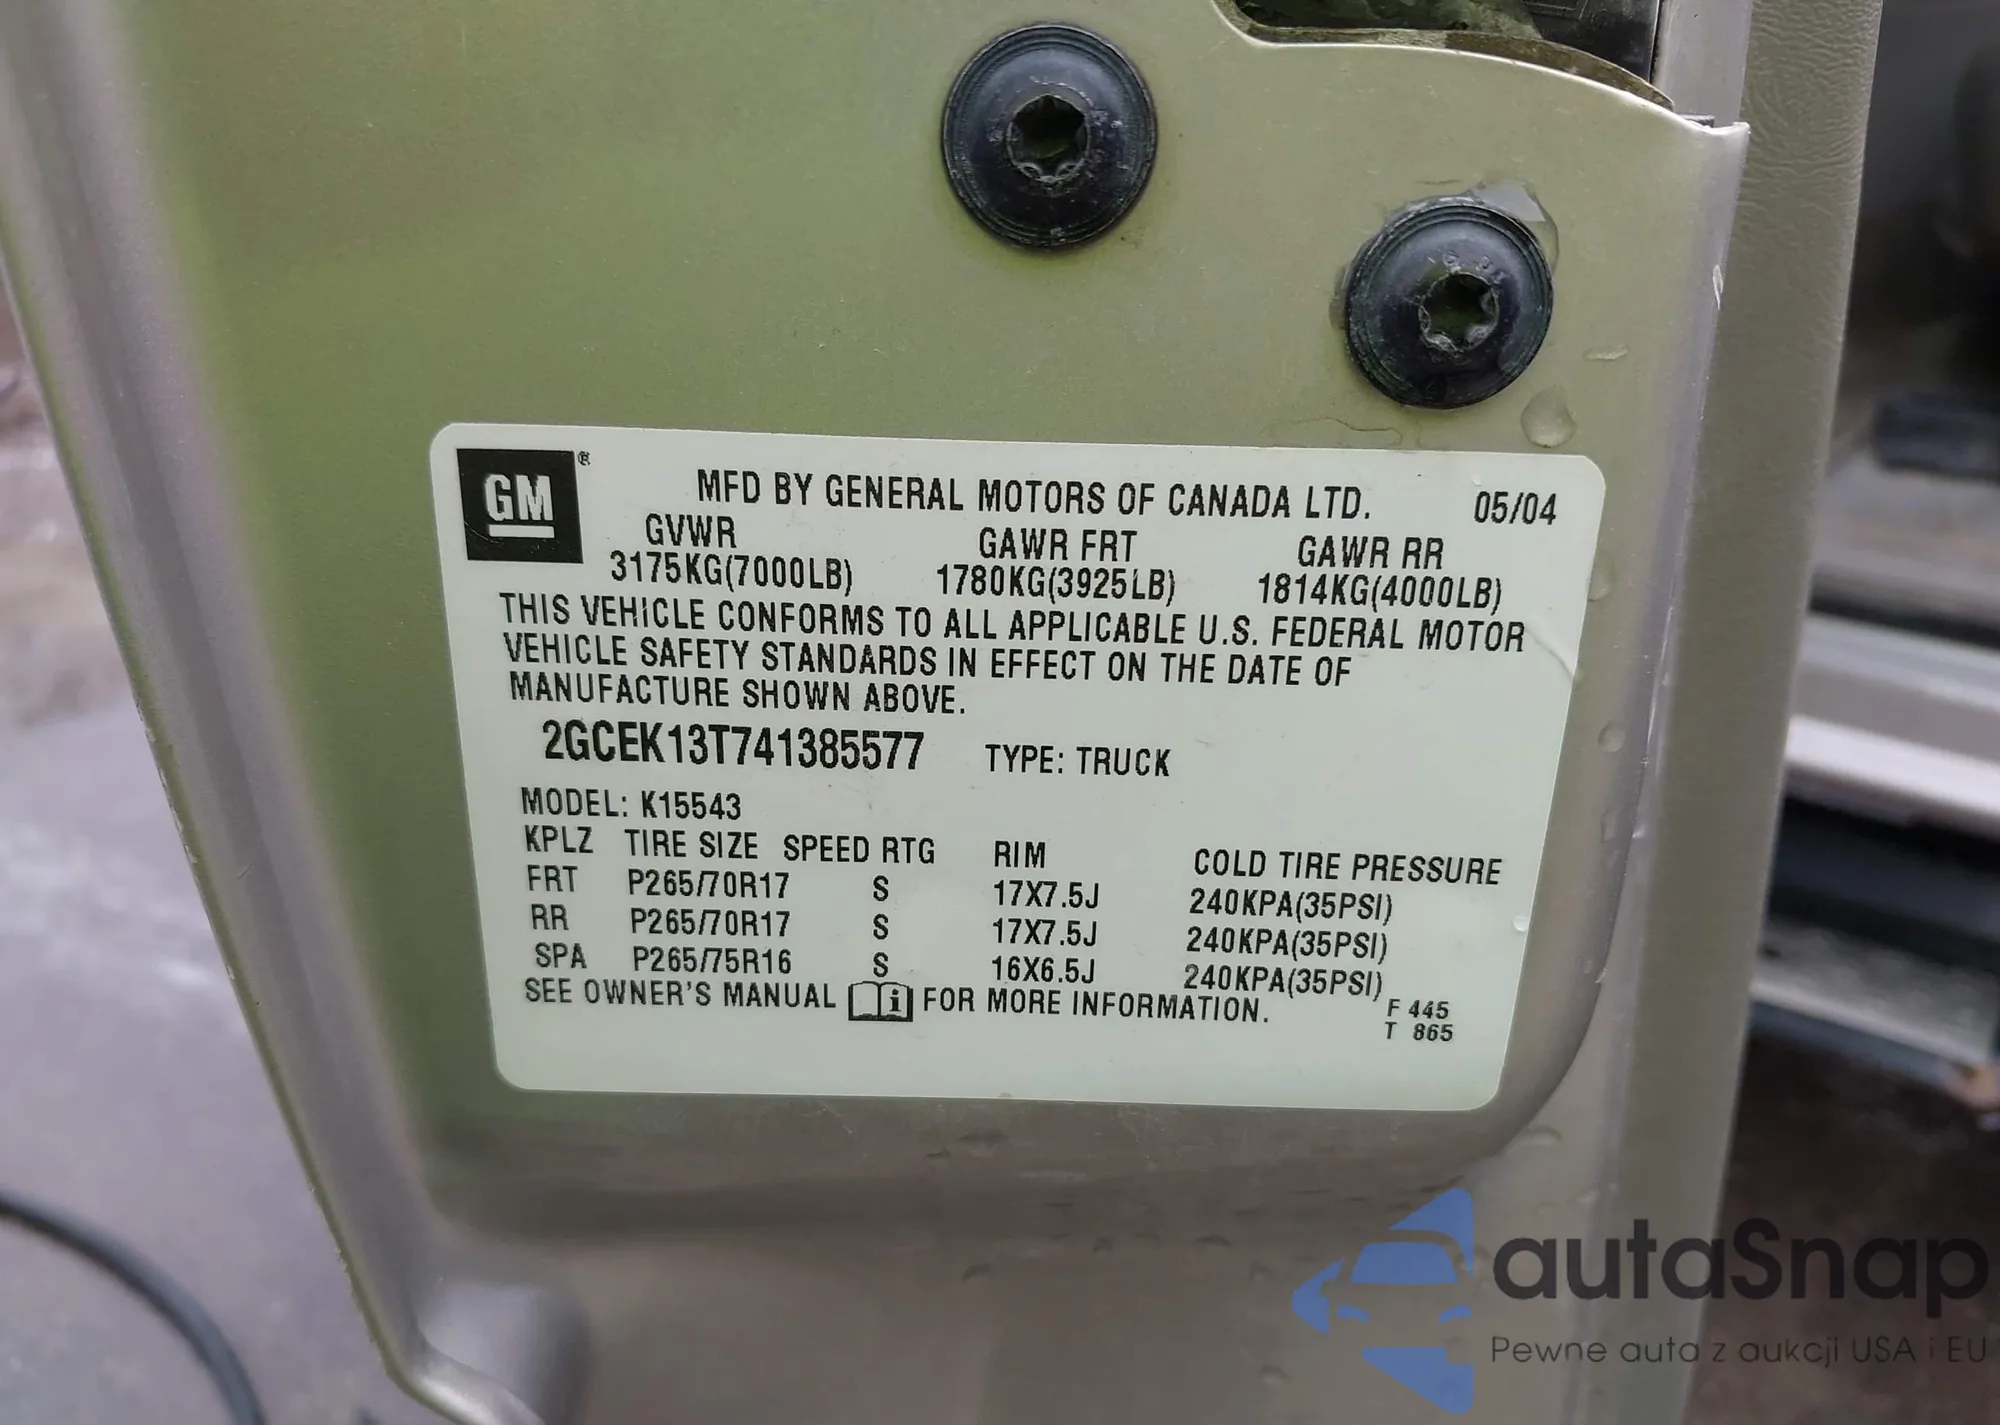 GM®
MFD BY GENERAL MOTORS OF CANADA LTD. 05/04
GVWR GAWR FRT GAWR RR
3175KG(7000LB) 1780KG(3925LB) 1814KG(4000LB)
THIS VEHICLE CONFORMS TO ALL APPLICABLE U.S. FEDERAL MOTOR
VEHICLE SAFETY STANDARDS IN EFFECT ON THE DATE OF
MANUFACTURE SHOWN ABOVE.
2GCEK13T741385577 TYPE: TRUCK
MODEL: K15543
KPLZ TIRE SIZE SPEED RTG RIM COLD TIRE PRESSURE
FRT P265/70R17 S 17X7.5J 240KPA(35PSI)
RR P265/70R17 S 17X7.5J 240KPA(35PSI)
SPA P265/75R16 S 16X6.5J 240KPA(35PSI)
SEE OWNER'S MANUAL i FOR MORE INFORMATION.
F 445
T 865
autaSnap
Pewne auta z aukcji USA i EU